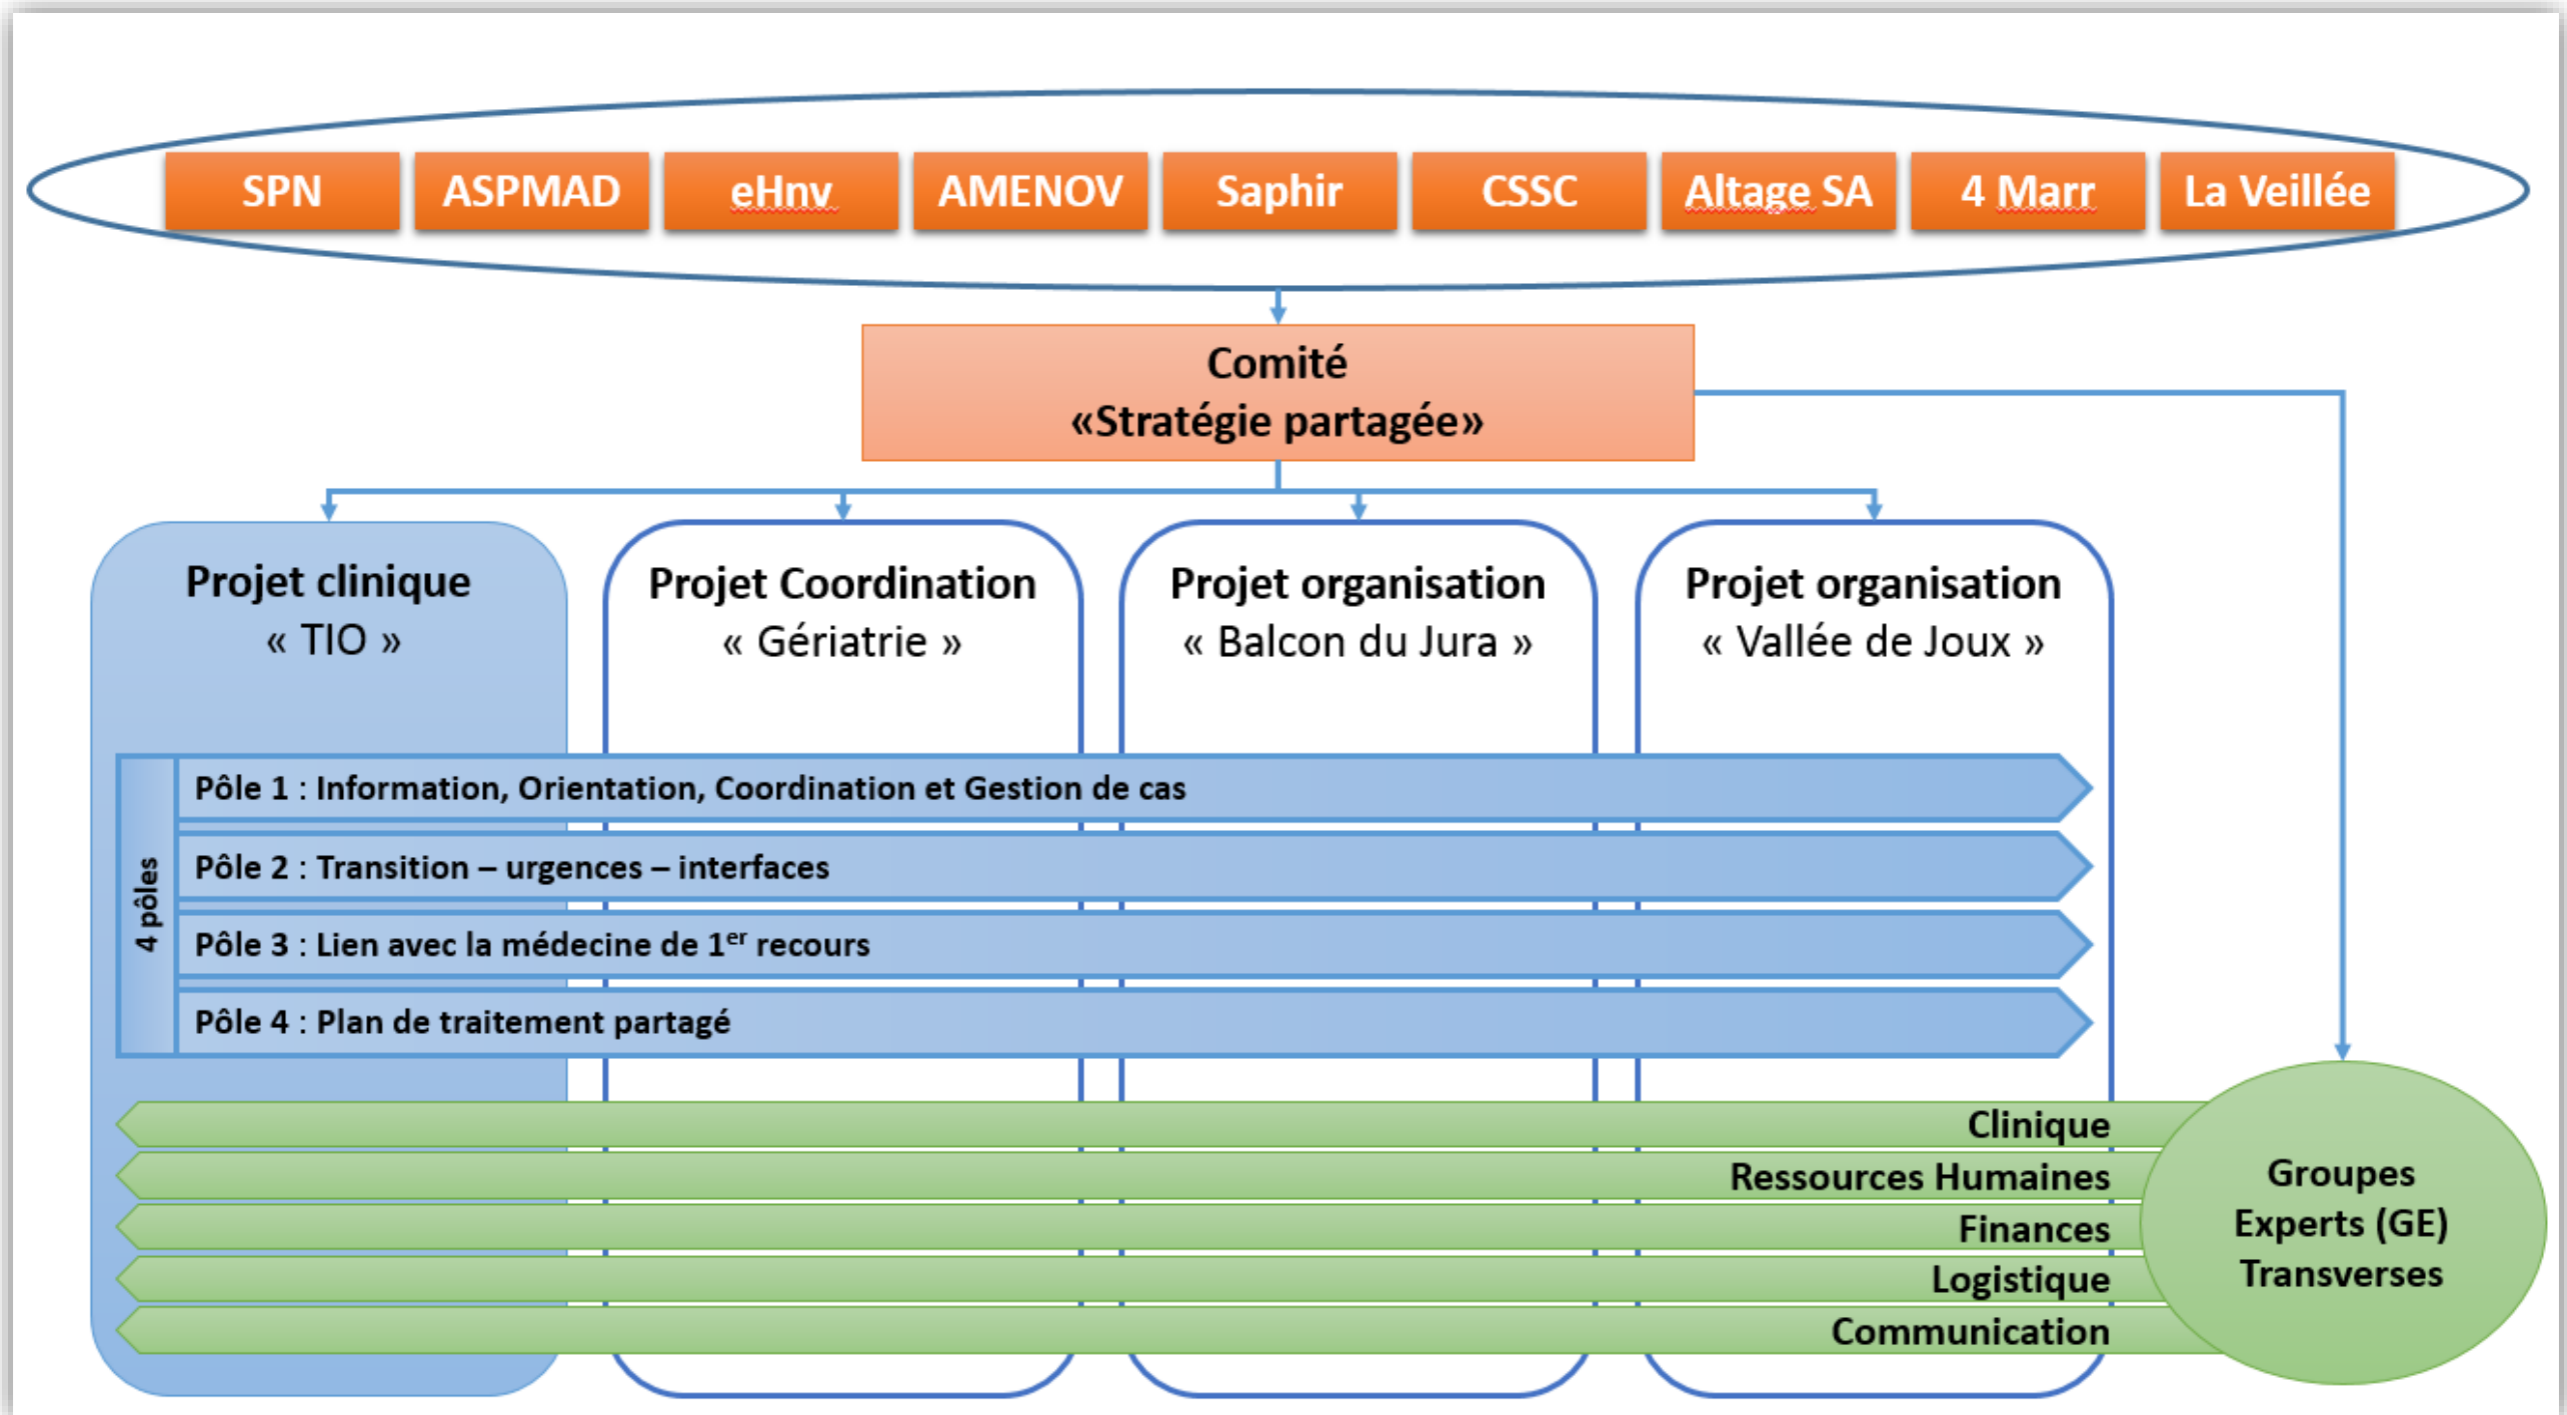 SPN
ASPMAD
eHnv
AMENOV
Saphir
CSSC
Altage SA
4 Marr
La Veillée
Comité
«Stratégie partagée»
Projet clinique
« TIO »
Projet Coordination
« Gériatrie »
Projet organisation
« Balcon du Jura »
Projet organisation
« Vallée de Joux »
4 pôles
Pôle 1 : Information, Orientation, Coordination et Gestion de cas
Pôle 2 : Transition – urgences – interfaces
Pôle 3 : Lien avec la médecine de 1er recours
Pôle 4 : Plan de traitement partagé
Clinique
Ressources Humaines
Finances
Logistique
Communication
Groupes
Experts (GE)
Transverses